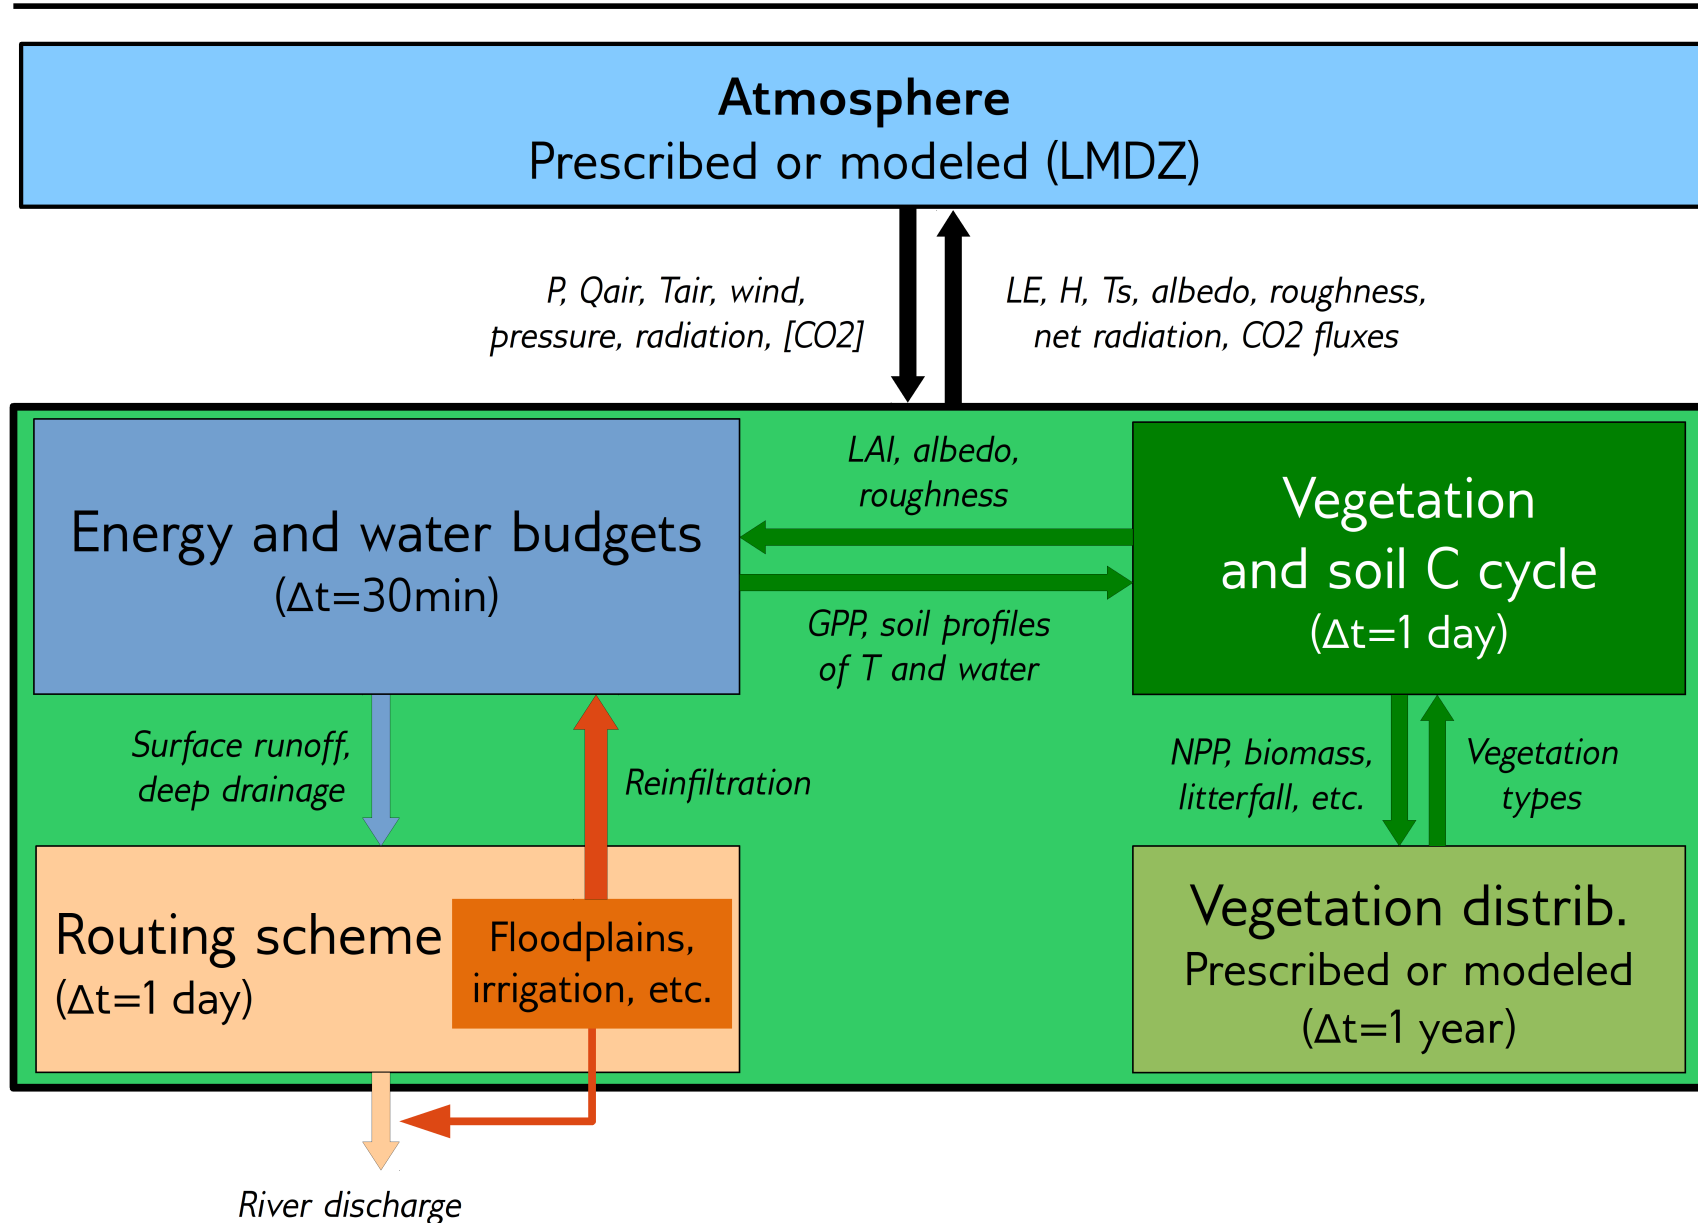 Atmosphere
Prescribed or modeled (LMDZ)
P, Qair, Tair, wind,
pressure, radiation, [CO2]
LE, H, Ts, albedo, roughness,
net radiation, CO2 fluxes
Energy and water budgets
(Δt=30min)
LAI, albedo,
roughness
GPP, soil profiles
of T and water
Vegetation
and soil C cycle
(Δt=1 day)
Surface runoff,
deep drainage
Reinfiltration
NPP, biomass,
litterfall, etc.
Vegetation
types
Routing scheme
(Δt=1 day)
Floodplains,
irrigation, etc.
Vegetation distrib.
Prescribed or modeled
(Δt=1 year)
River discharge